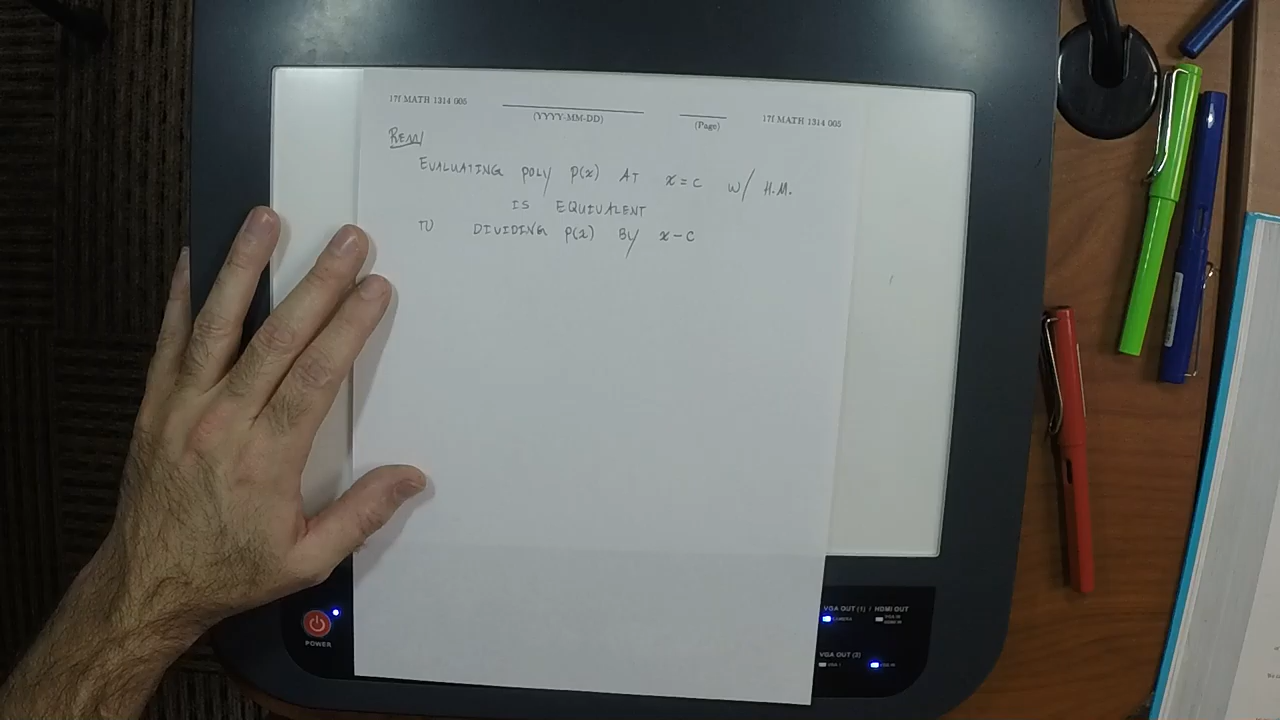 17f MATH 1314 005
(YYYY-MM-DD)
(Page)
17f MATH 1314 005
REM/
EVALUATING POLY P(x) AT x=c W/ H.M.
IS EQUIVALENT
TO DIVIDING P(x) BY x-c
POWER
VGA OUT (1) / HDMI OUT
CAMERA
VGA OUT (2)